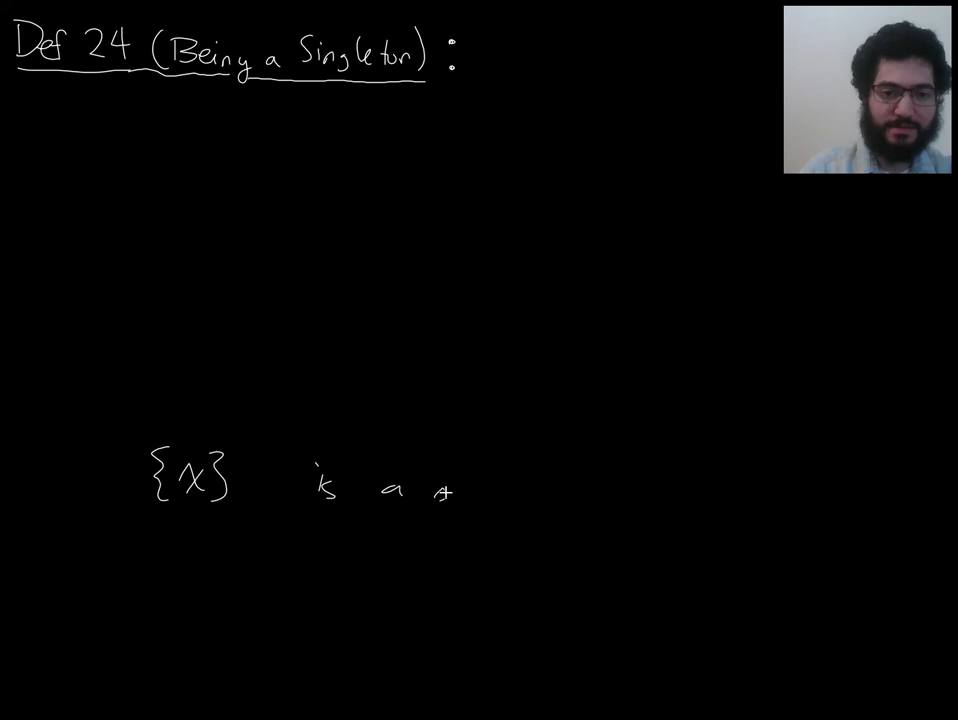 Def 24 (Being a Singleton) :
{x} is a